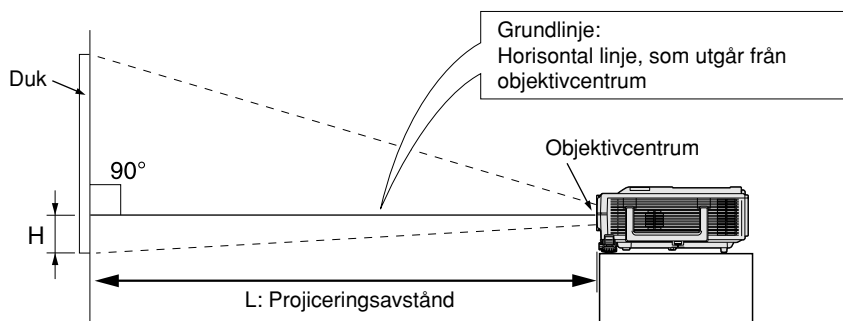 Grundlinje:
Horisontal linje, som utgår från
objektivcentrum
Duk
Objektivcentrum
90°
H
L: Projiceringsavstånd